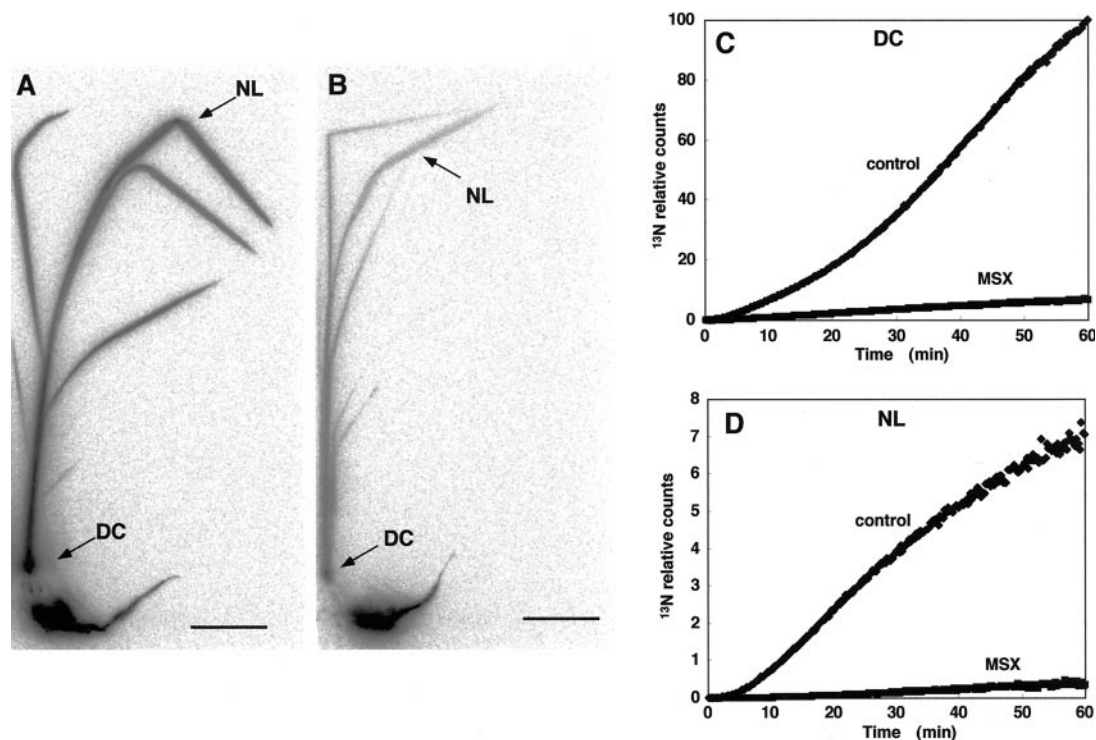 A
NL
DC
B
NL
DC
C
DC
¹³N relative counts
100
80
60
40
20
0
control
MSX
0 10 20 30 40 50 60
Time (min)
D
NL
¹³N relative counts
8
7
6
5
4
3
2
1
0
control
MSX
0 10 20 30 40 50 60
Time (min)